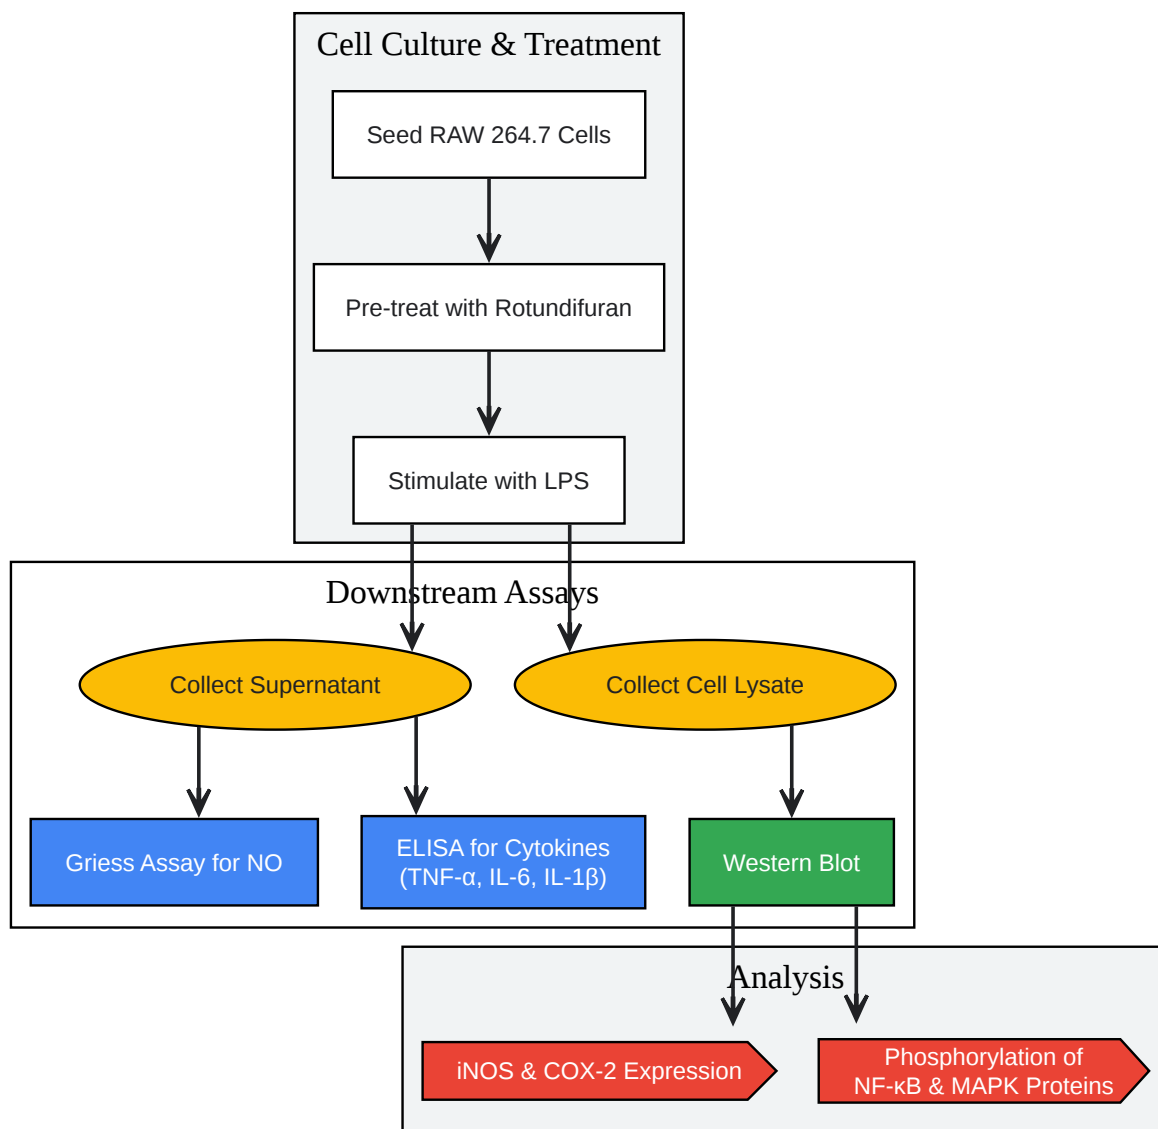 Cell Culture & Treatment
Seed RAW 264.7 Cells
Pre-treat with Rotundifuran
Stimulate with LPS
Downstream Assays
Collect Supernatant
Collect Cell Lysate
Griess Assay for NO
ELISA for Cytokines
(TNF-α, IL-6, IL-1β)
Western Blot
Analysis
iNOS & COX-2 Expression
Phosphorylation of
NF-κB & MAPK Proteins